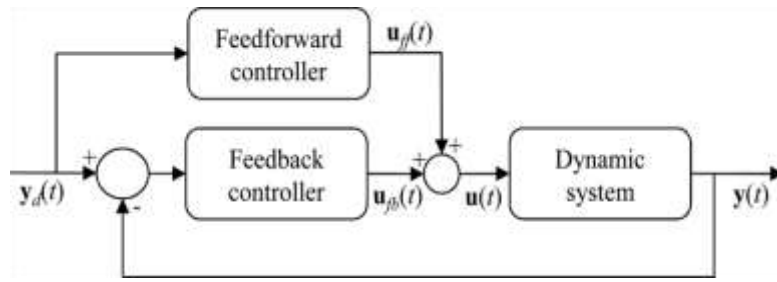 Feedforward
controller
u_ff(t)
+
y_d(t)
-
Feedback
controller
u_fb(t)
+
+
u(t)
Dynamic
system
y(t)